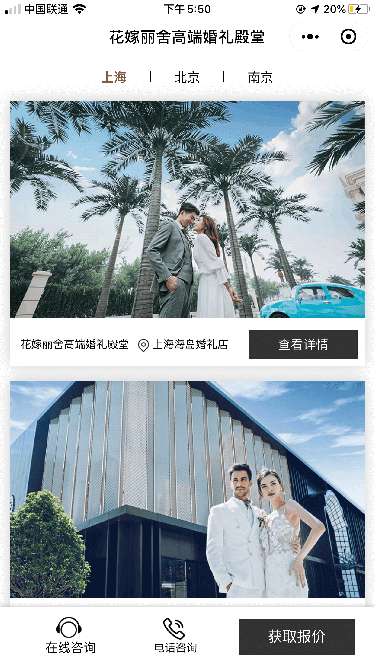 中国联通 下午5:50 20%
花嫁丽舍高端婚礼殿堂
上海 | 北京 | 南京
花嫁丽舍高端婚礼殿堂 上海海岛婚礼店 查看详情
在线咨询 电话咨询 获取报价